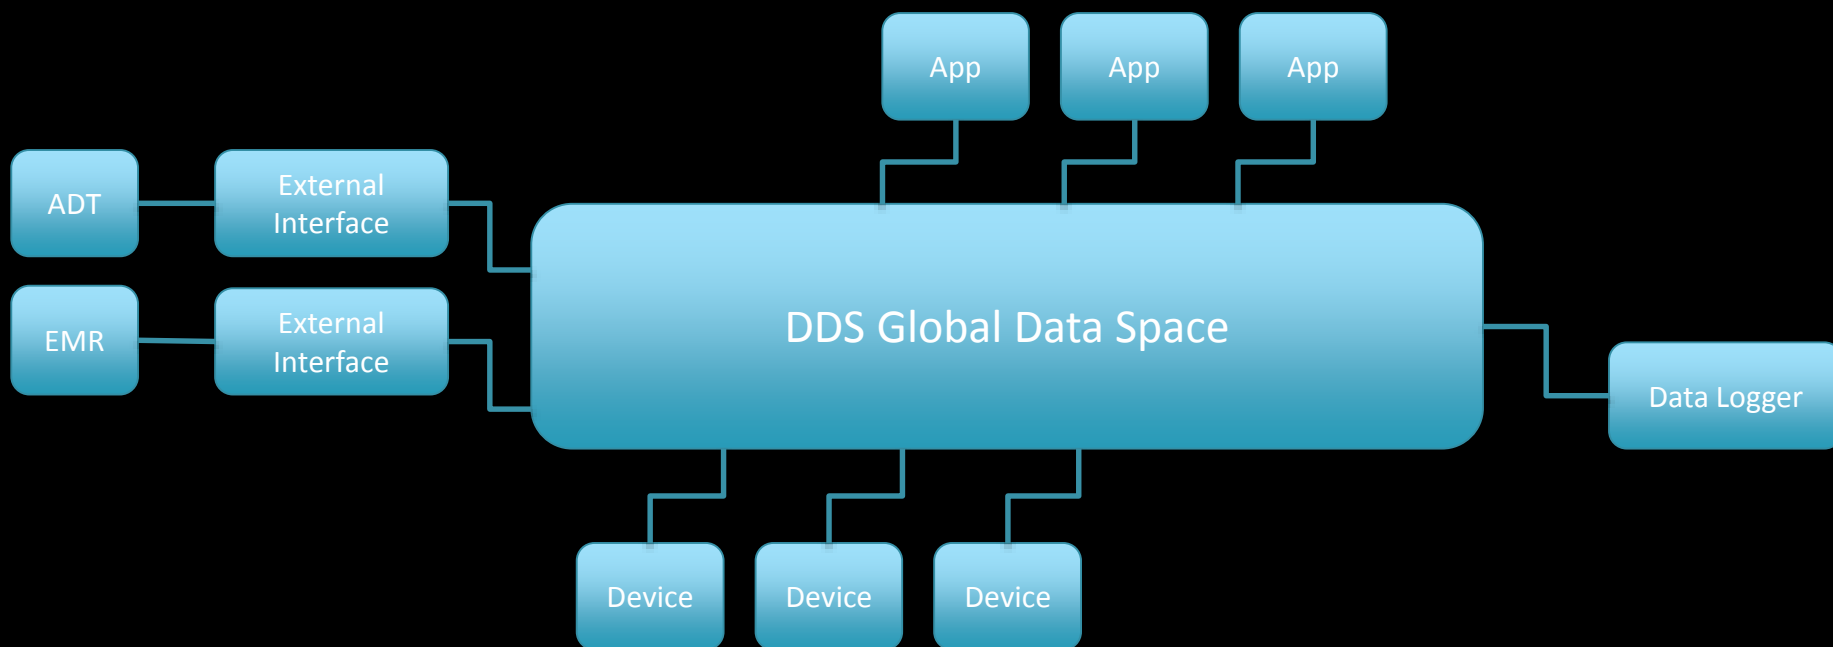 App
App
App
ADT
External
Interface
EMR
External
Interface
DDS Global Data Space
Data Logger
Device
Device
Device